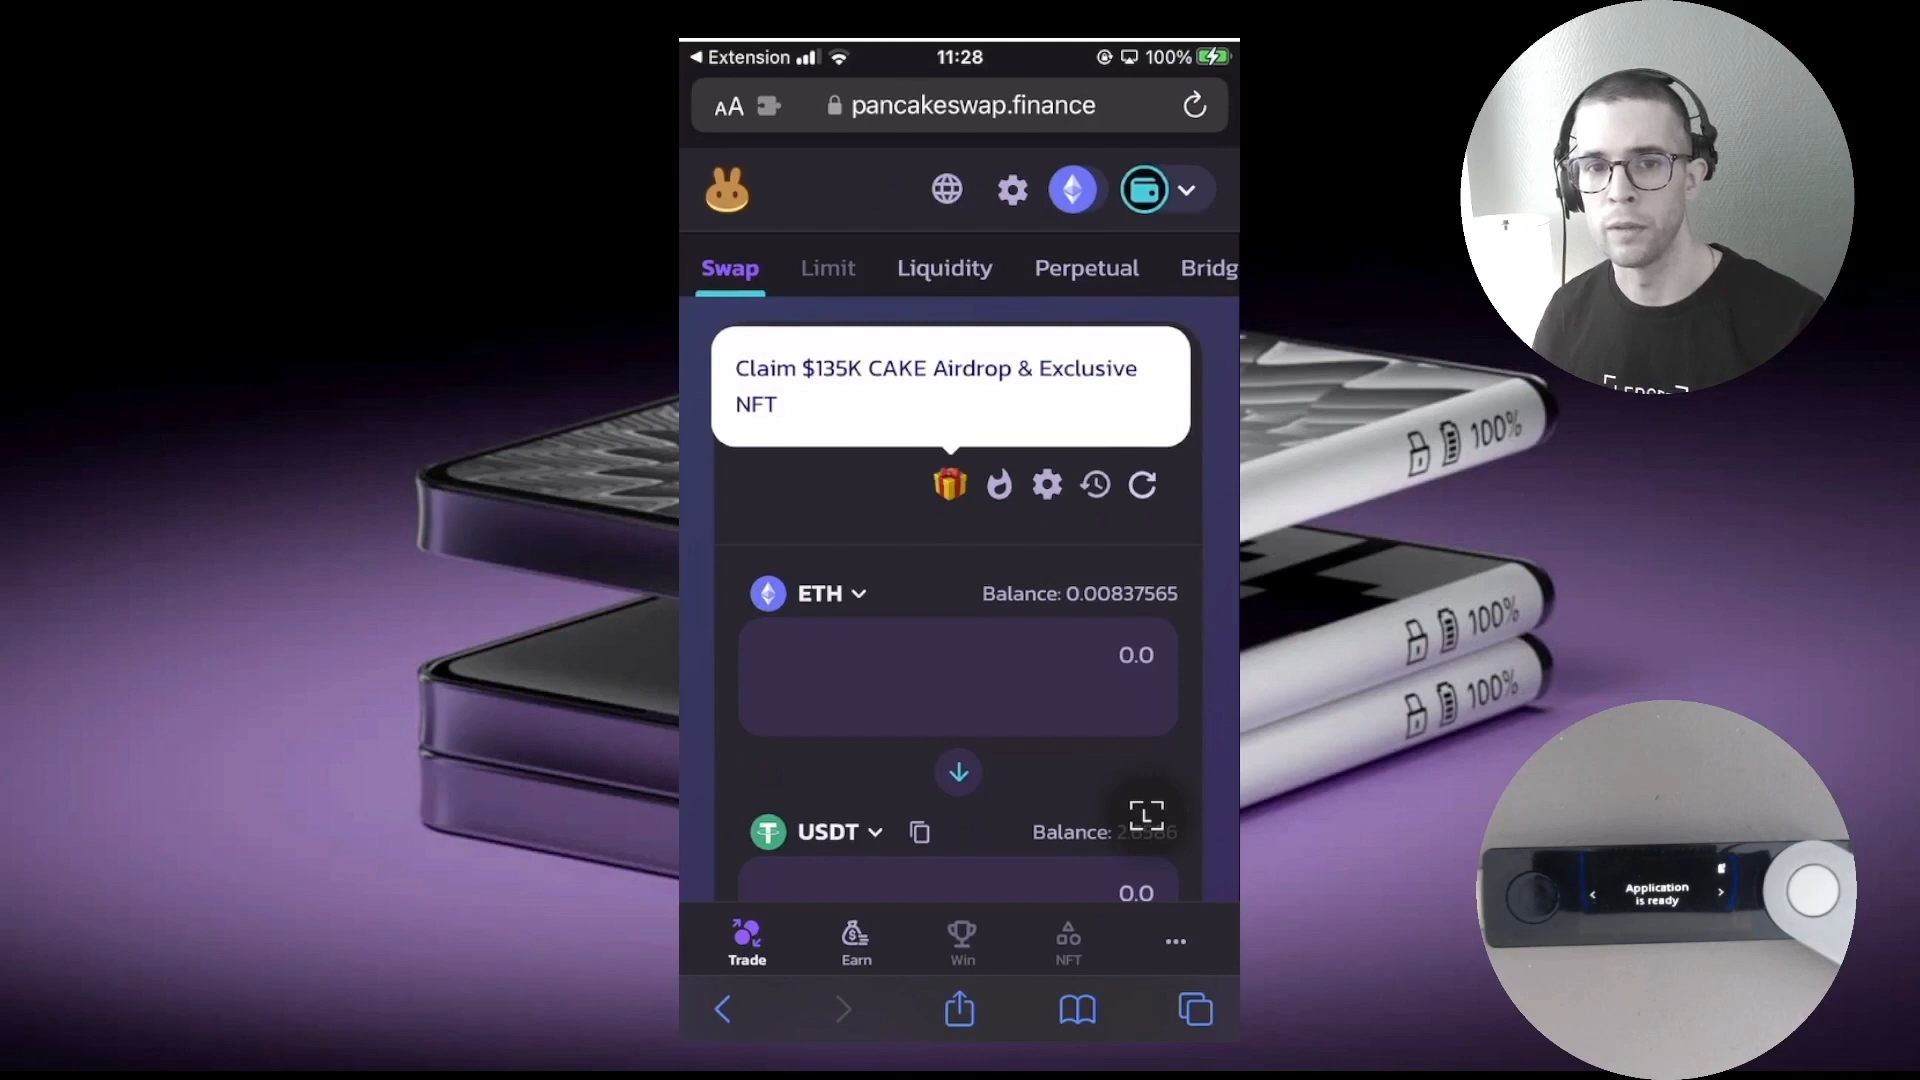 Extension
11:28
100%
AA
pancakeswap.finance
Swap
Limit
Liquidity
Perpetual
Bridg
Claim $135K CAKE Airdrop & Exclusive
NFT
ETH
Balance: 0.00837565
0.0
USDT
Balance: 2.6586
0.0
Trade
Earn
Win
NFT
100%
100%
100%
Application
is ready